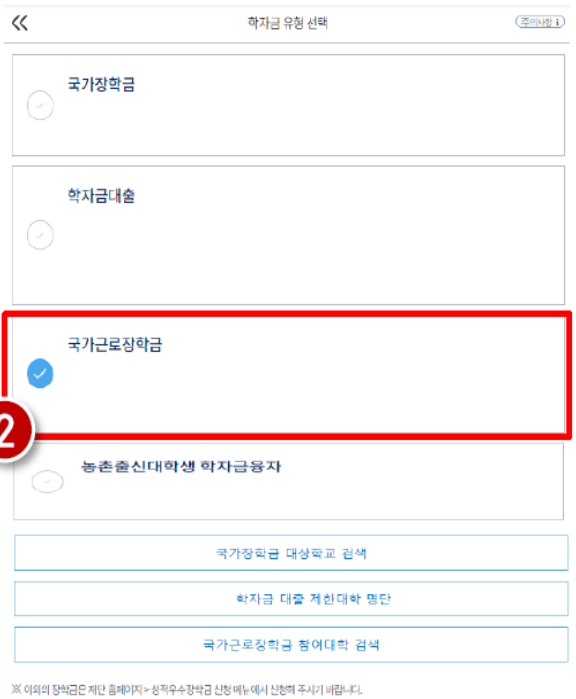 학자금 유형 선택
주의사항 i
국가장학금
학자금대출
국가근로장학금
2
농촌출신대학생 학자금융자
국가장학금 대상학교 검색
학자금 대출 제한대학 명단
국가근로장학금 참여대학 검색
※ 이외의 장학금은 재단 홈페이지 > 성적우수장학금 신청 메뉴에서 신청해 주시기 바랍니다.